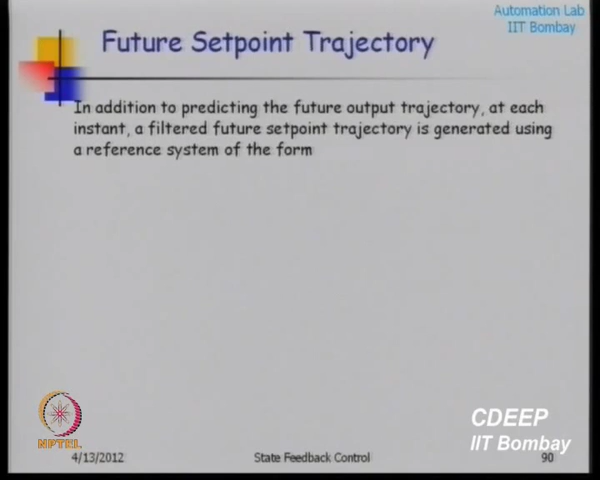 Automation Lab
IIT Bombay
Future Setpoint Trajectory
In addition to predicting the future output trajectory, at each
instant, a filtered future setpoint trajectory is generated using
a reference system of the form
NPTEL
CDEEP
IIT Bombay
4/13/2012
State Feedback Control
90